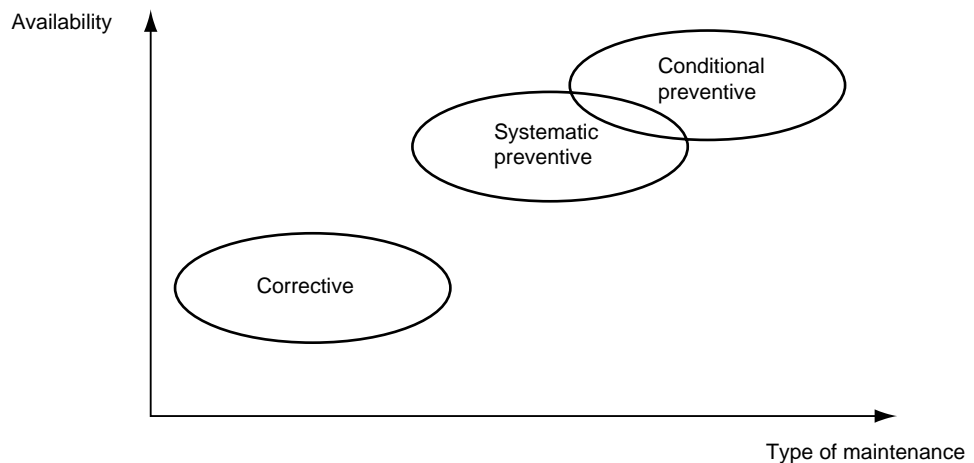 Availability
Conditional
preventive
Systematic
preventive
Corrective
Type of maintenance